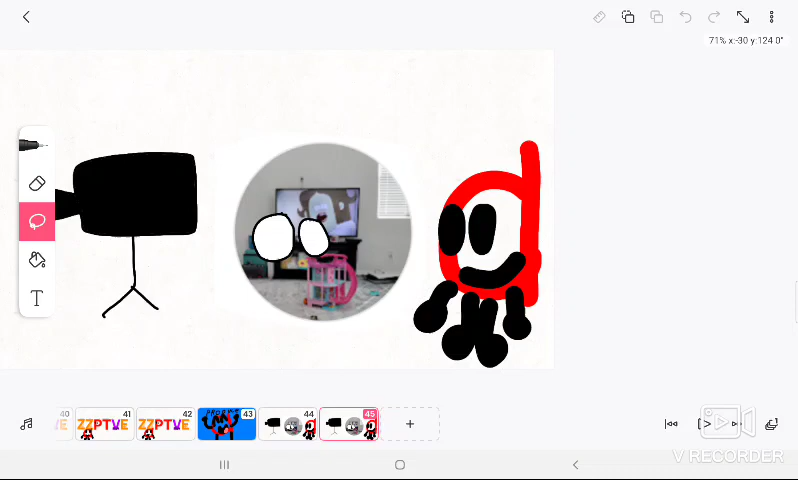 71% x:-30 y:124 0°
T
40 41 42 43 44 45
ZZPTVE ZZPTVE
V RECORDER